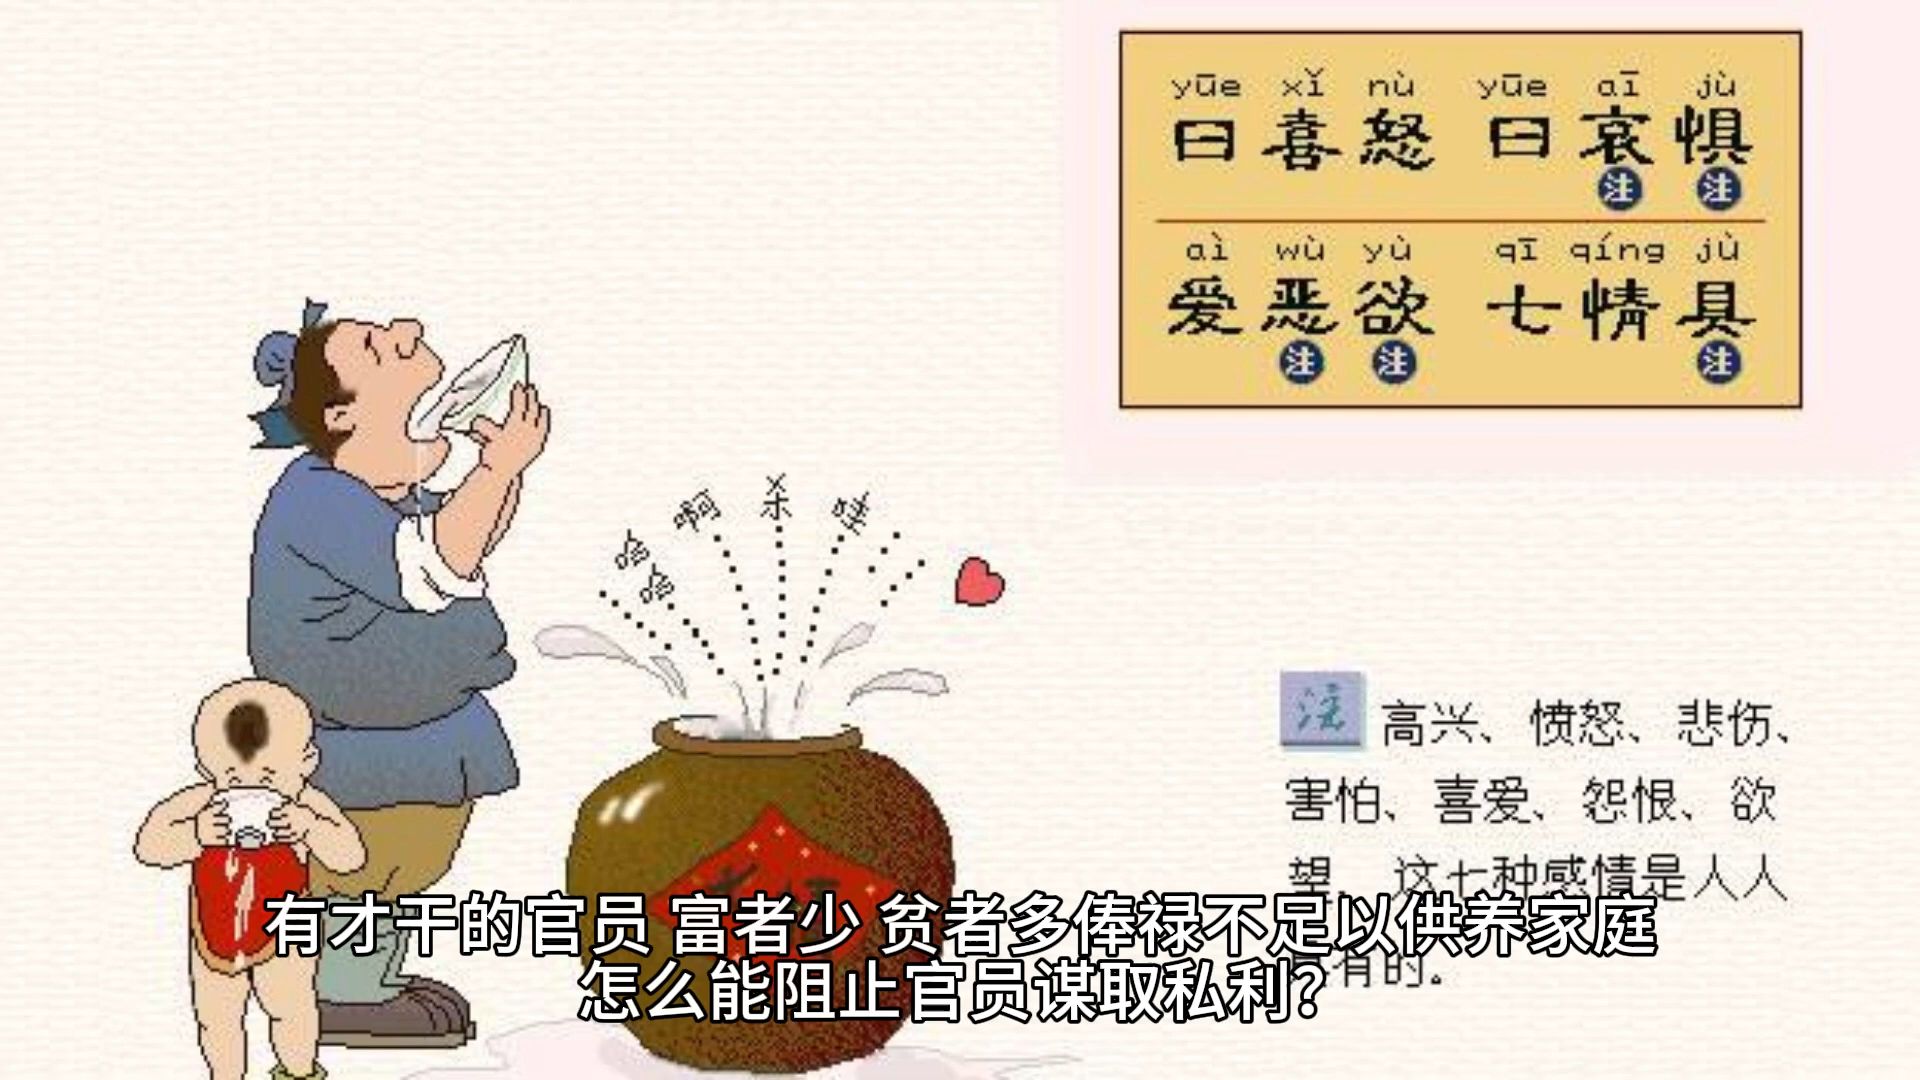 yūe xǐ nù yūe aī jù
曰喜怒 曰哀惧
注 注
aì wù yù qī qíng jù
爱恶欲 七情具
注 注 注
哈 啊 杀 哇
哈
注 高兴、愤怒、悲伤、
害怕、喜爱、怨恨、欲
望。这七种感情是人人
有的。
有才干的官员 富者少 贫者多俸禄不足以供养家庭
怎么能阻止官员谋取私利？